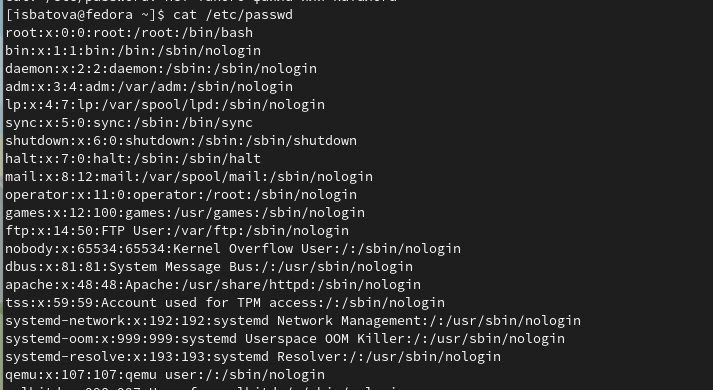 [isbatova@fedora ~]$ cat /etc/passwd
root:x:0:0:root:/root:/bin/bash
bin:x:1:1:bin:/bin:/sbin/nologin
daemon:x:2:2:daemon:/sbin:/sbin/nologin
adm:x:3:4:adm:/var/adm:/sbin/nologin
lp:x:4:7:lp:/var/spool/lpd:/sbin/nologin
sync:x:5:0:sync:/sbin:/bin/sync
shutdown:x:6:0:shutdown:/sbin:/sbin/shutdown
halt:x:7:0:halt:/sbin:/sbin/halt
mail:x:8:12:mail:/var/spool/mail:/sbin/nologin
operator:x:11:0:operator:/root:/sbin/nologin
games:x:12:100:games:/usr/games:/sbin/nologin
ftp:x:14:50:FTP User:/var/ftp:/sbin/nologin
nobody:x:65534:65534:Kernel Overflow User:/:/sbin/nologin
dbus:x:81:81:System Message Bus:/:/usr/sbin/nologin
apache:x:48:48:Apache:/usr/share/httpd:/sbin/nologin
tss:x:59:59:Account used for TPM access:/:/sbin/nologin
systemd-network:x:192:192:systemd Network Management:/:/usr/sbin/nologin
systemd-oom:x:999:999:systemd Userspace OOM Killer:/:/usr/sbin/nologin
systemd-resolve:x:193:193:systemd Resolver:/:/usr/sbin/nologin
qemu:x:107:107:qemu user:/:/sbin/nologin